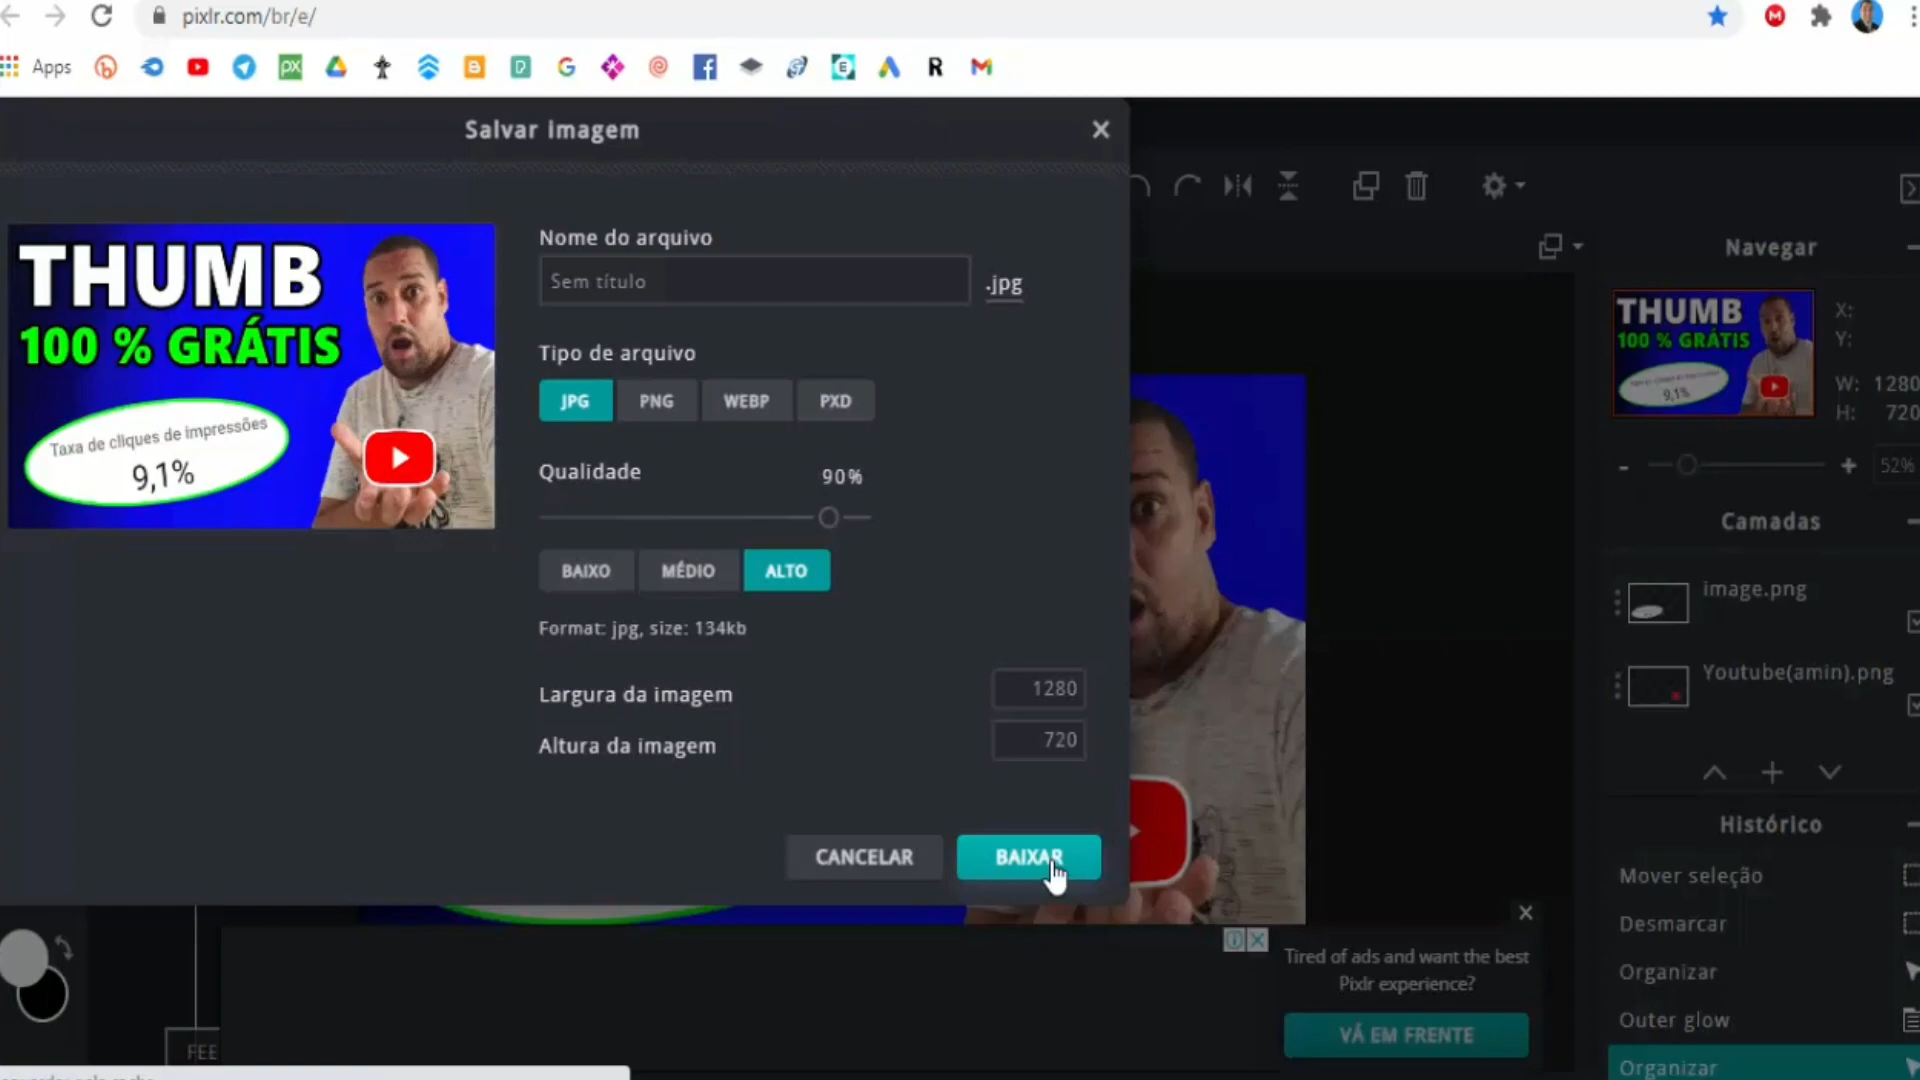 pixlr.com/br/e/
Apps
Salvar imagem
THUMB
100 % GRÁTIS
Taxa de cliques de impressões
9,1%
Nome do arquivo
Sem título
.jpg
Tipo de arquivo
JPG
PNG
WEBP
PXD
Qualidade
90%
BAIXO
MÉDIO
ALTO
Format: jpg, size: 134kb
Largura da imagem
1280
Altura da imagem
720
CANCELAR
BAIXAR
Navegar
THUMB
100 % GRÁTIS
9,1%
X:
Y:
W: 1280
H: 720
52%
Camadas
image.png
Youtube(amin).png
Histórico
Mover seleção
Desmarcar
Organizar
Outer glow
Organizar
Tired of ads and want the best
Pixlr experience?
VÁ EM FRENTE
FEE